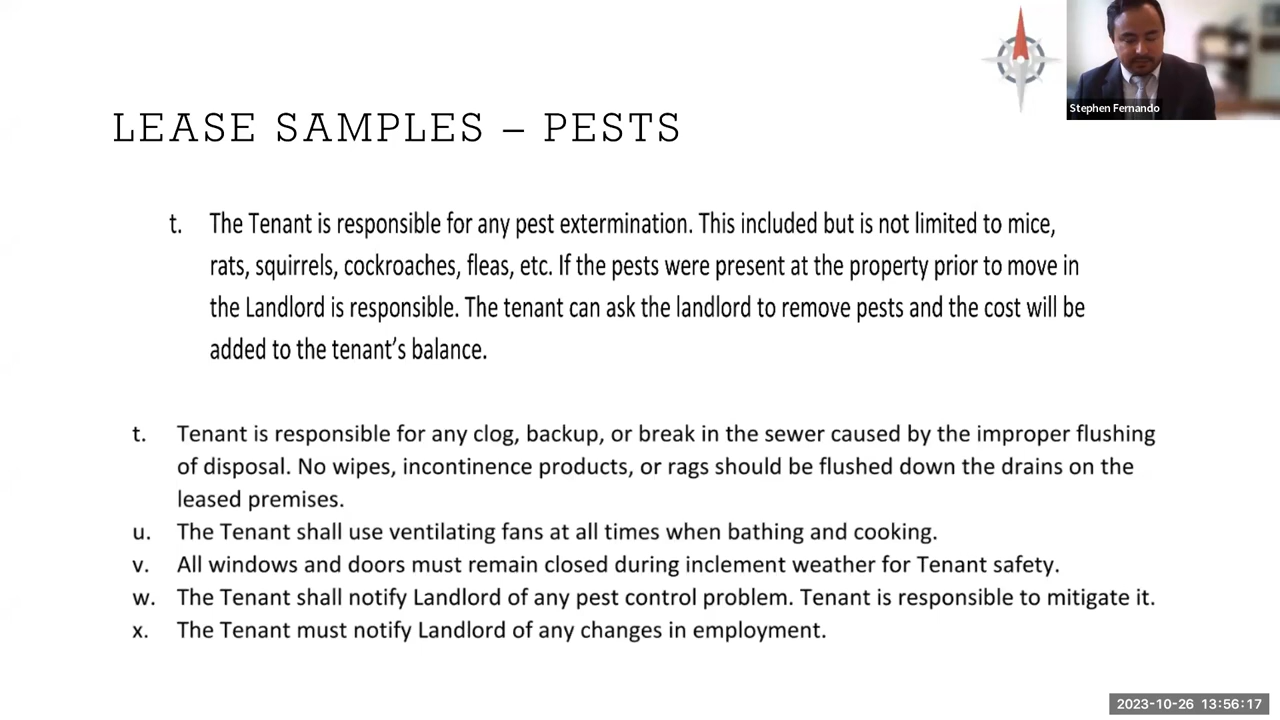 Stephen Fernando
LEASE SAMPLES – PESTS
t. The Tenant is responsible for any pest extermination. This included but is not limited to mice,
rats, squirrels, cockroaches, fleas, etc. If the pests were present at the property prior to move in
the Landlord is responsible. The tenant can ask the landlord to remove pests and the cost will be
added to the tenant’s balance.
t. Tenant is responsible for any clog, backup, or break in the sewer caused by the improper flushing
of disposal. No wipes, incontinence products, or rags should be flushed down the drains on the
leased premises.
u. The Tenant shall use ventilating fans at all times when bathing and cooking.
v. All windows and doors must remain closed during inclement weather for Tenant safety.
w. The Tenant shall notify Landlord of any pest control problem. Tenant is responsible to mitigate it.
x. The Tenant must notify Landlord of any changes in employment.
2023-10-26 13:56:17